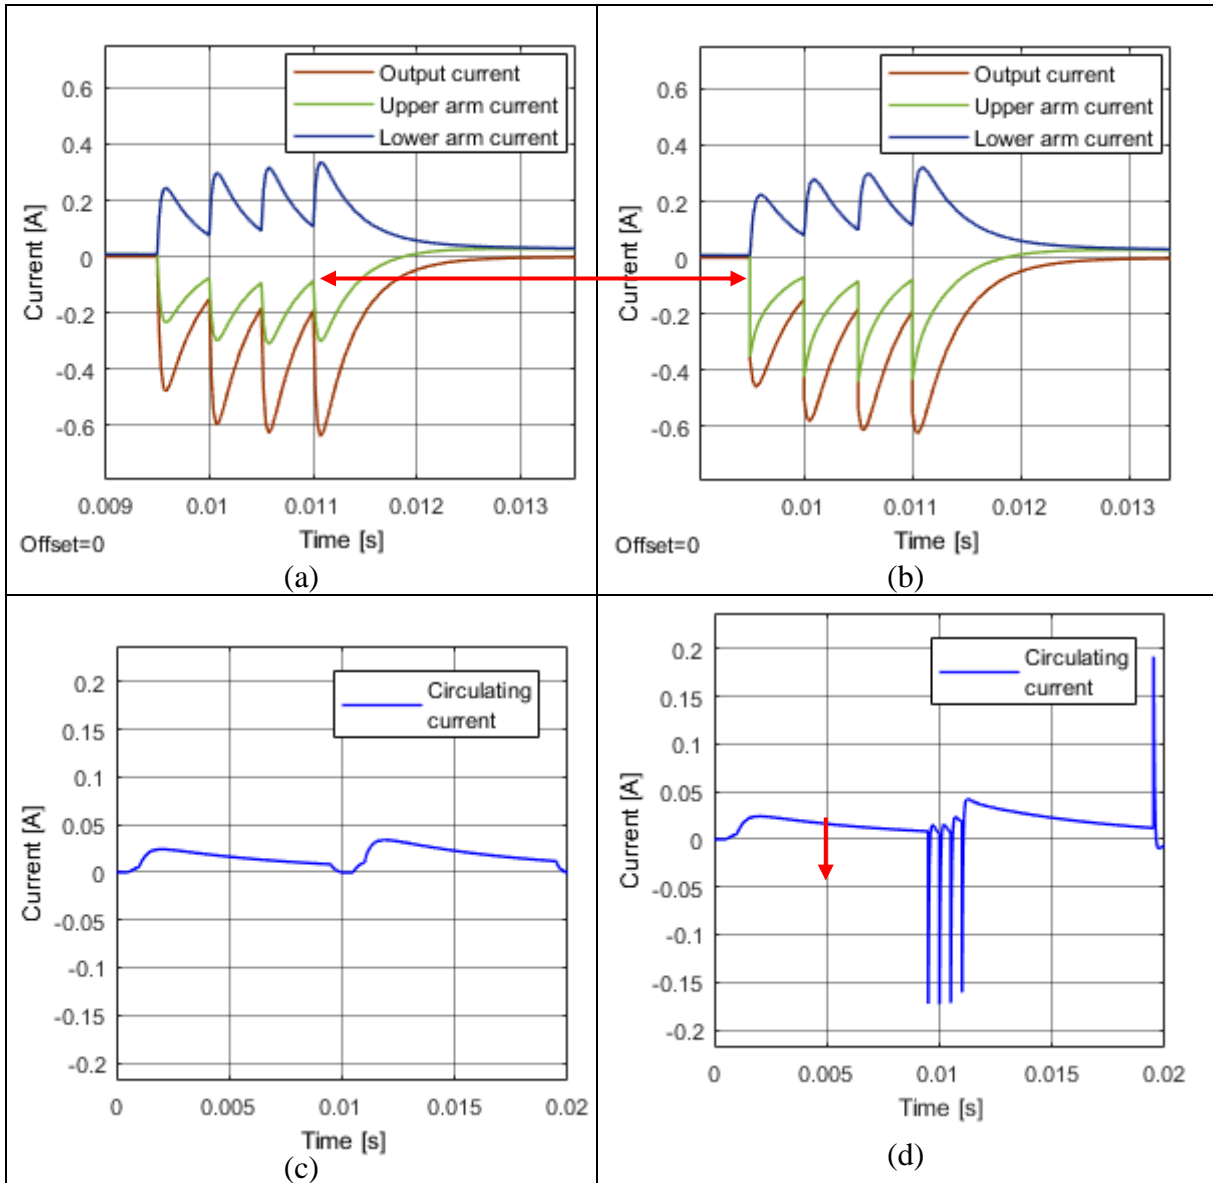 Output current
Upper arm current
Lower arm current
0.6
0.4
0.2
0
-0.2
-0.4
-0.6
Current [A]
0.009
0.01
0.011
0.012
0.013
Time [s]
Offset=0
(a)
Output current
Upper arm current
Lower arm current
0.6
0.4
0.2
0
-0.2
-0.4
-0.6
Current [A]
0.01
0.011
0.012
0.013
Time [s]
Offset=0
(b)
Circulating
current
0.2
0.15
0.1
0.05
0
-0.05
-0.1
-0.15
-0.2
Current [A]
0
0.005
0.01
0.015
0.02
Time [s]
(c)
Circulating
current
0.2
0.15
0.1
0.05
0
-0.05
-0.1
-0.15
-0.2
Current [A]
0
0.005
0.01
0.015
0.02
Time [s]
(d)